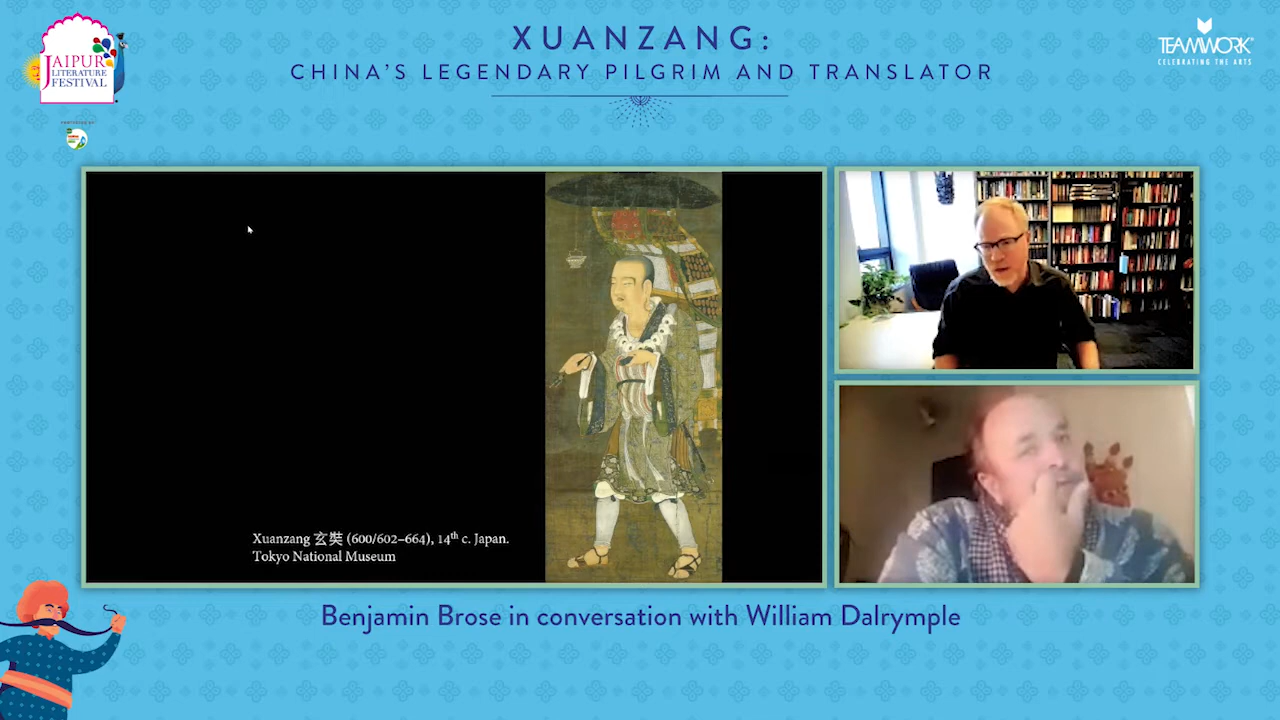 XUANZANG:
CHINA'S LEGENDARY PILGRIM AND TRANSLATOR
JAIPUR
LITERATURE
FESTIVAL
TEAMWORK
CELEBRATING THE ARTS
Xuanzang 玄奘 (600/602–664), 14th c. Japan.
Tokyo National Museum
Benjamin Brose in conversation with William Dalrymple